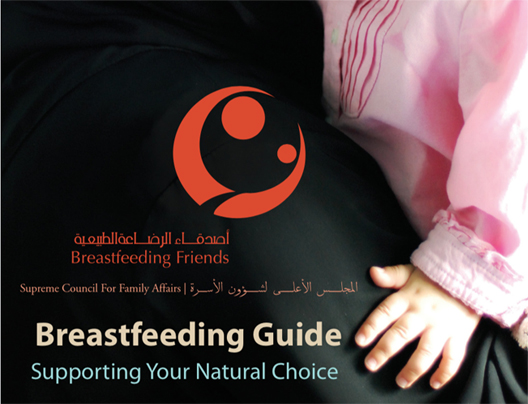 أصدقاء الرضاعة الطبيعية
Breastfeeding Friends
Supreme Council For Family Affairs | المجلس الأعلى لشؤون الأسرة
Breastfeeding Guide
Supporting Your Natural Choice